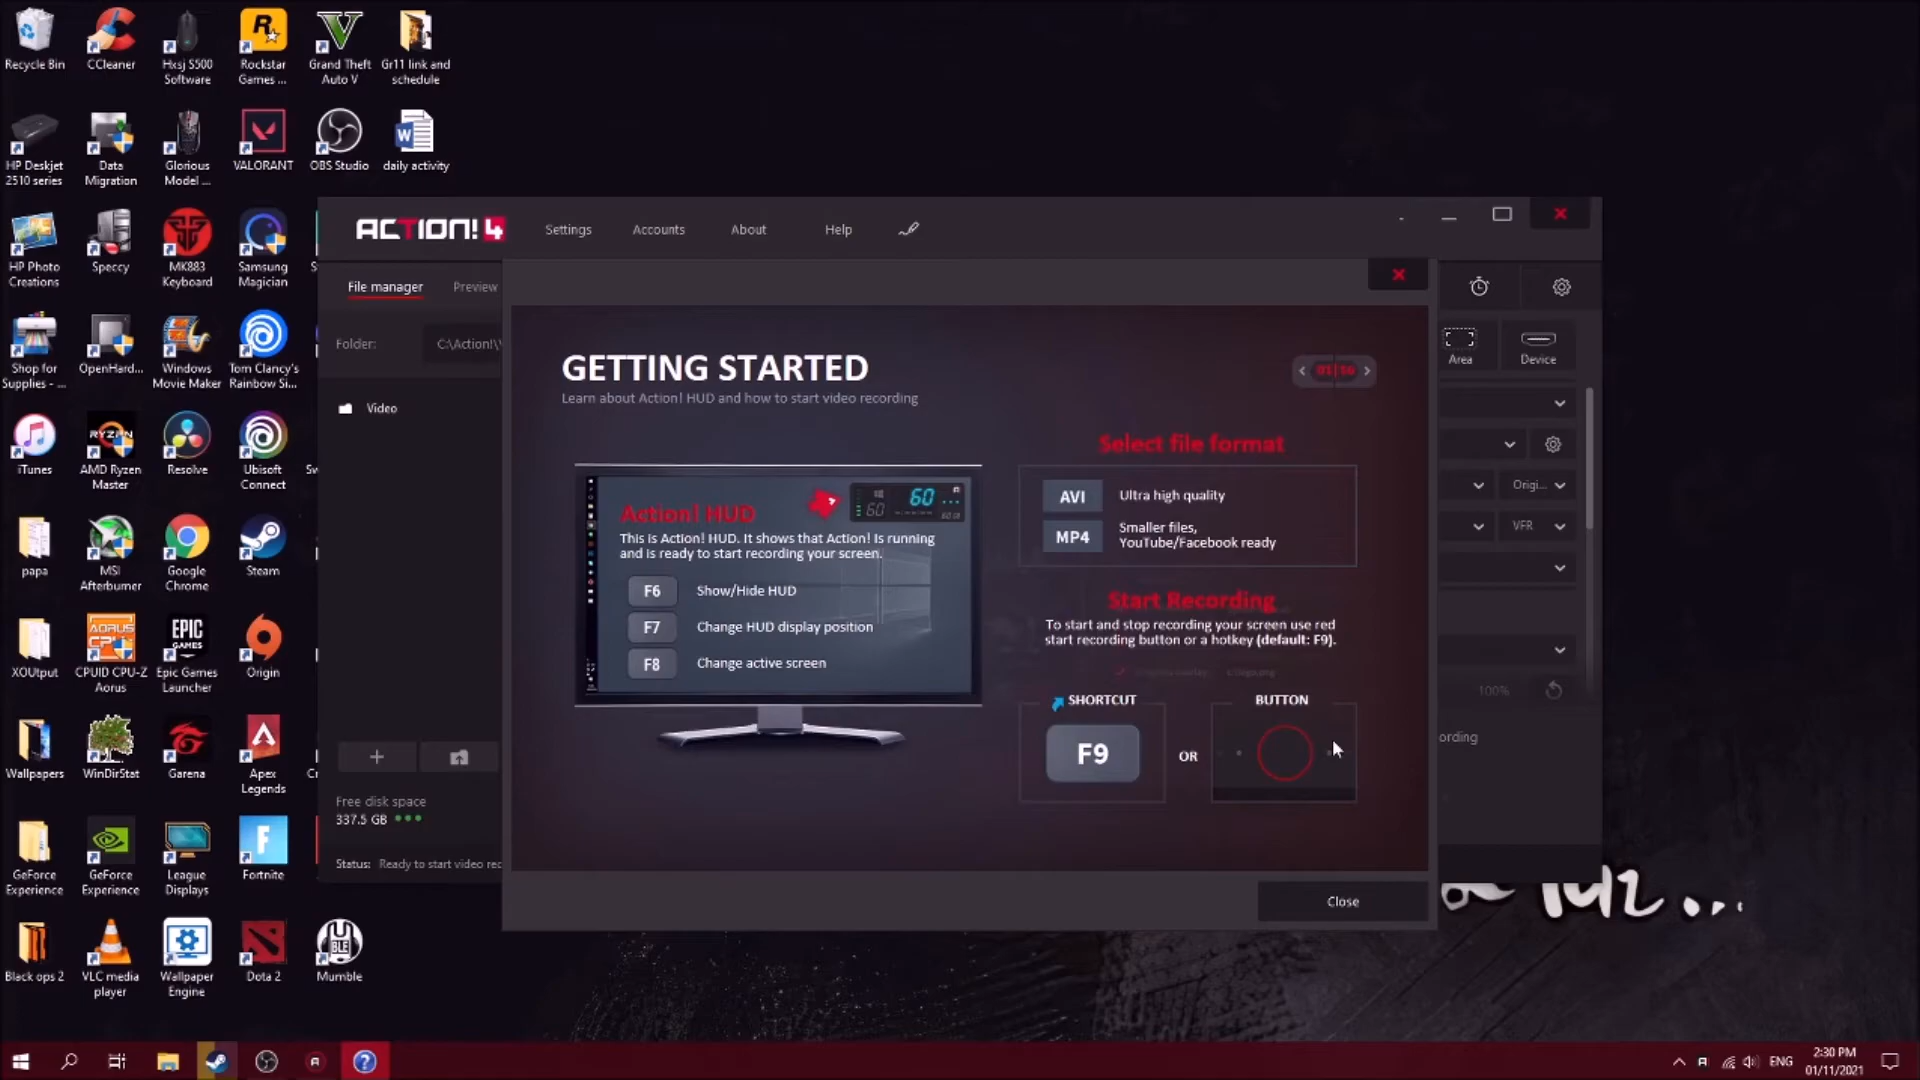 Recycle Bin
CCleaner
Hxsj S500
Software
Rockstar
Games ...
Grand Theft
Auto V
Gr11 link and
schedule
HP Deskjet
2510 series
Data
Migration
Glorious
Model ...
VALORANT
OBS Studio
daily activity
HP Photo
Creations
Speccy
MK883
Keyboard
Samsung
Magician
Shop for
Supplies - ...
OpenHard...
Windows
Movie Maker
Tom Clancy's
Rainbow Si...
iTunes
RYZEN
AMD Ryzen
Master
Resolve
Ubisoft
Connect
papa
MSI
Afterburner
Google
Chrome
Steam
XOUtput
AORUS
CPU
CPUID CPU-Z
Aorus
EPIC
GAMES
Epic Games
Launcher
Origin
Wallpapers
WinDirStat
Garena
Apex
Legends
GeForce
Experience
GeForce
Experience
League
Displays
Fortnite
Black ops 2
VLC media
player
Wallpaper
Engine
Dota 2
Mumble
ACTION! 4
Settings
Accounts
About
Help
File manager
Preview
Folder:
C:\Action!\
Video
Free disk space
337.5 GB
Status: Ready to start video rec
Area
Device
Origi...
VFR
100%
ording
GETTING STARTED
Learn about Action! HUD and how to start video recording
Action! HUD
60
60
This is Action! HUD. It shows that Action! Is running
and is ready to start recording your screen.
F6 Show/Hide HUD
F7 Change HUD display position
F8 Change active screen
Select file format
AVI Ultra high quality
MP4 Smaller files,
YouTube/Facebook ready
Start Recording
To start and stop recording your screen use red
start recording button or a hotkey (default: F9).
SHORTCUT
F9
OR
BUTTON
Close
ENG
2:30 PM
01/11/2021